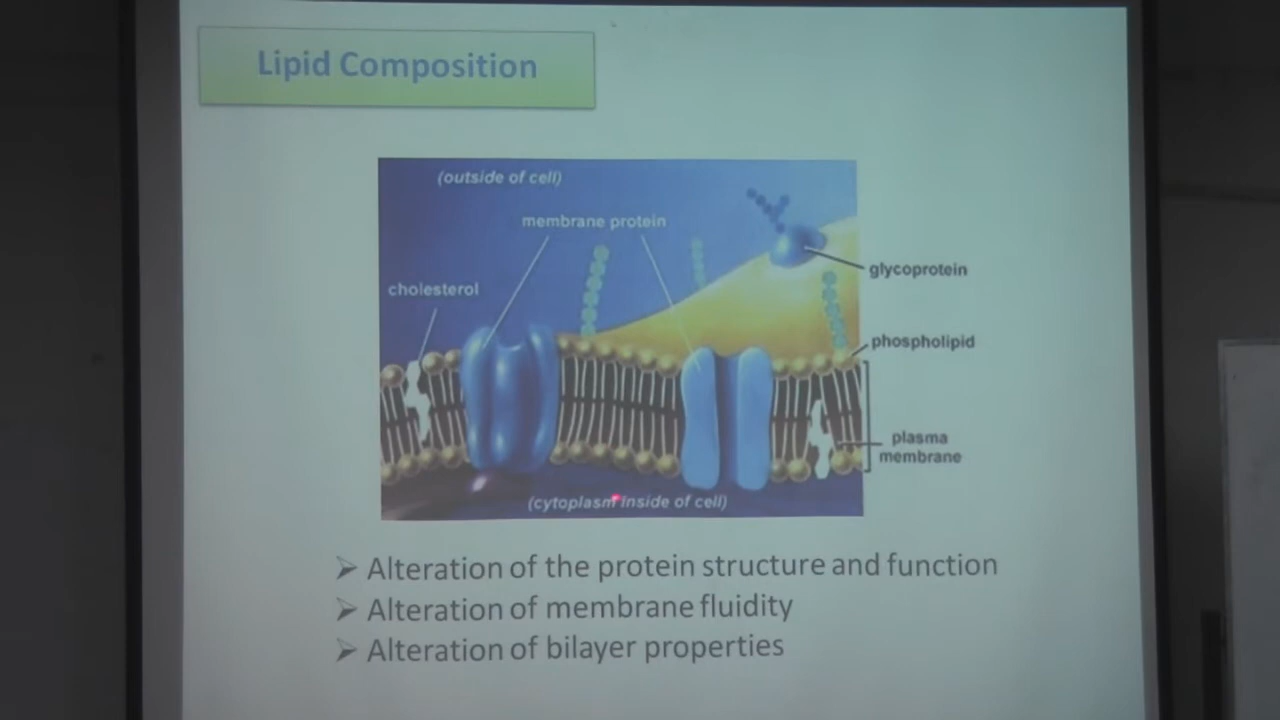 Lipid Composition
(outside of cell)
membrane protein
glycoprotein
cholesterol
phospholipid
plasma
membrane
(cytoplasm inside of cell)
➢ Alteration of the protein structure and function
➢ Alteration of membrane fluidity
➢ Alteration of bilayer properties